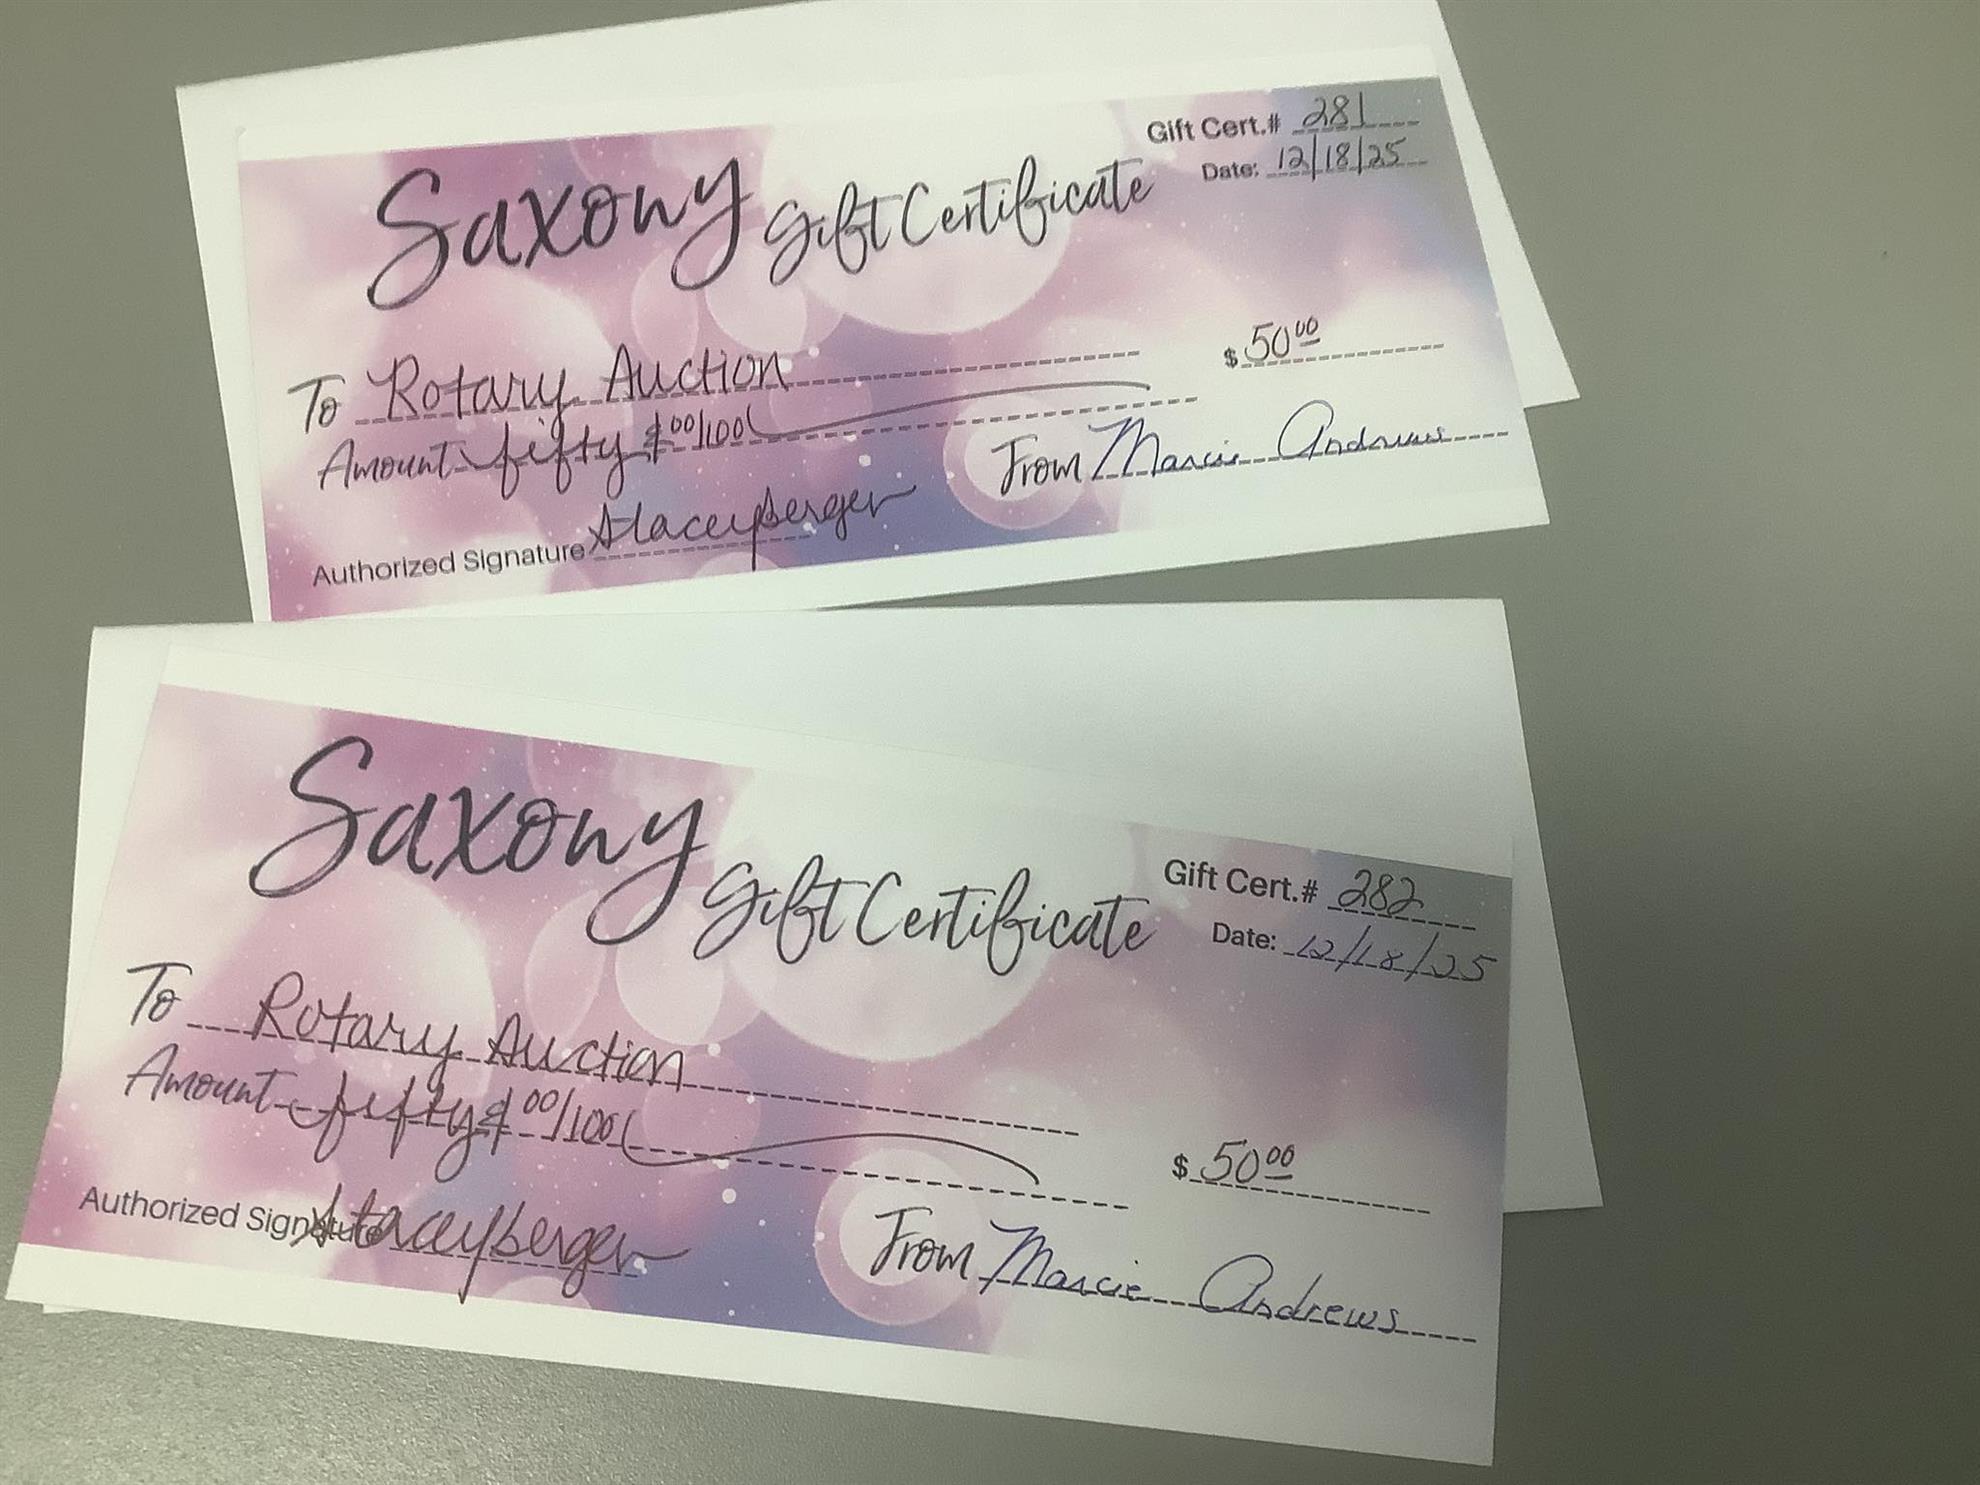 Saxony Gift Certificate
Gift Cert.# 281
Date: 12/18/25
To Rotary Auction
$ 50 00
Amount fifty & 00/100
From Marcie Andrews
Authorized Signature Staceyberger
Saxony Gift Certificate
Gift Cert.# 282
Date: 12/18/25
To Rotary Auction
Amount fifty & 00/100
$ 50 00
Authorized Signature Staceyberger
From Marcie Andrews